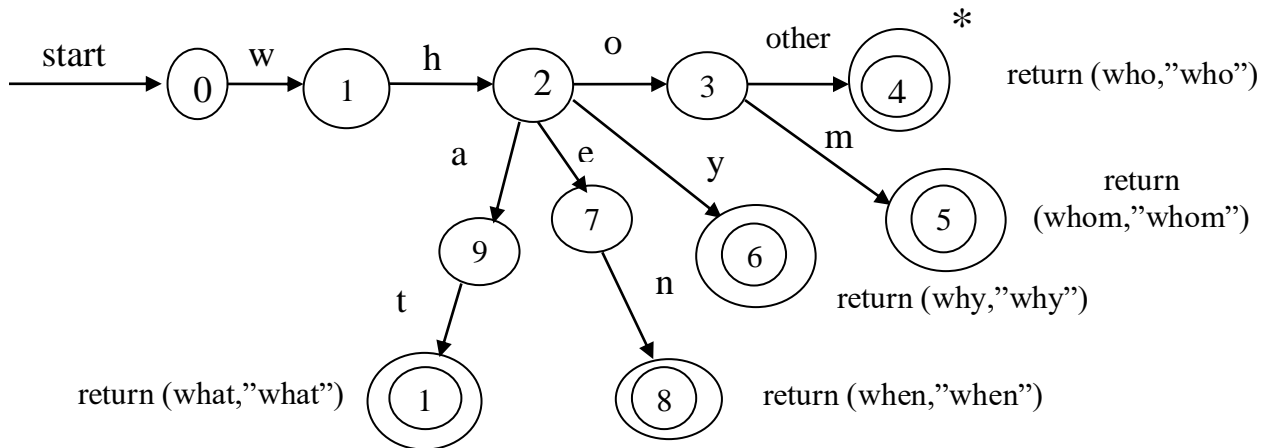 start
w
h
o
other
*
0
1
2
3
4
return (who,”who”)
a
e
y
m
9
7
6
5
return
(whom,”whom”)
t
n
return (why,”why”)
return (what,”what”)
1
8
return (when,”when”)